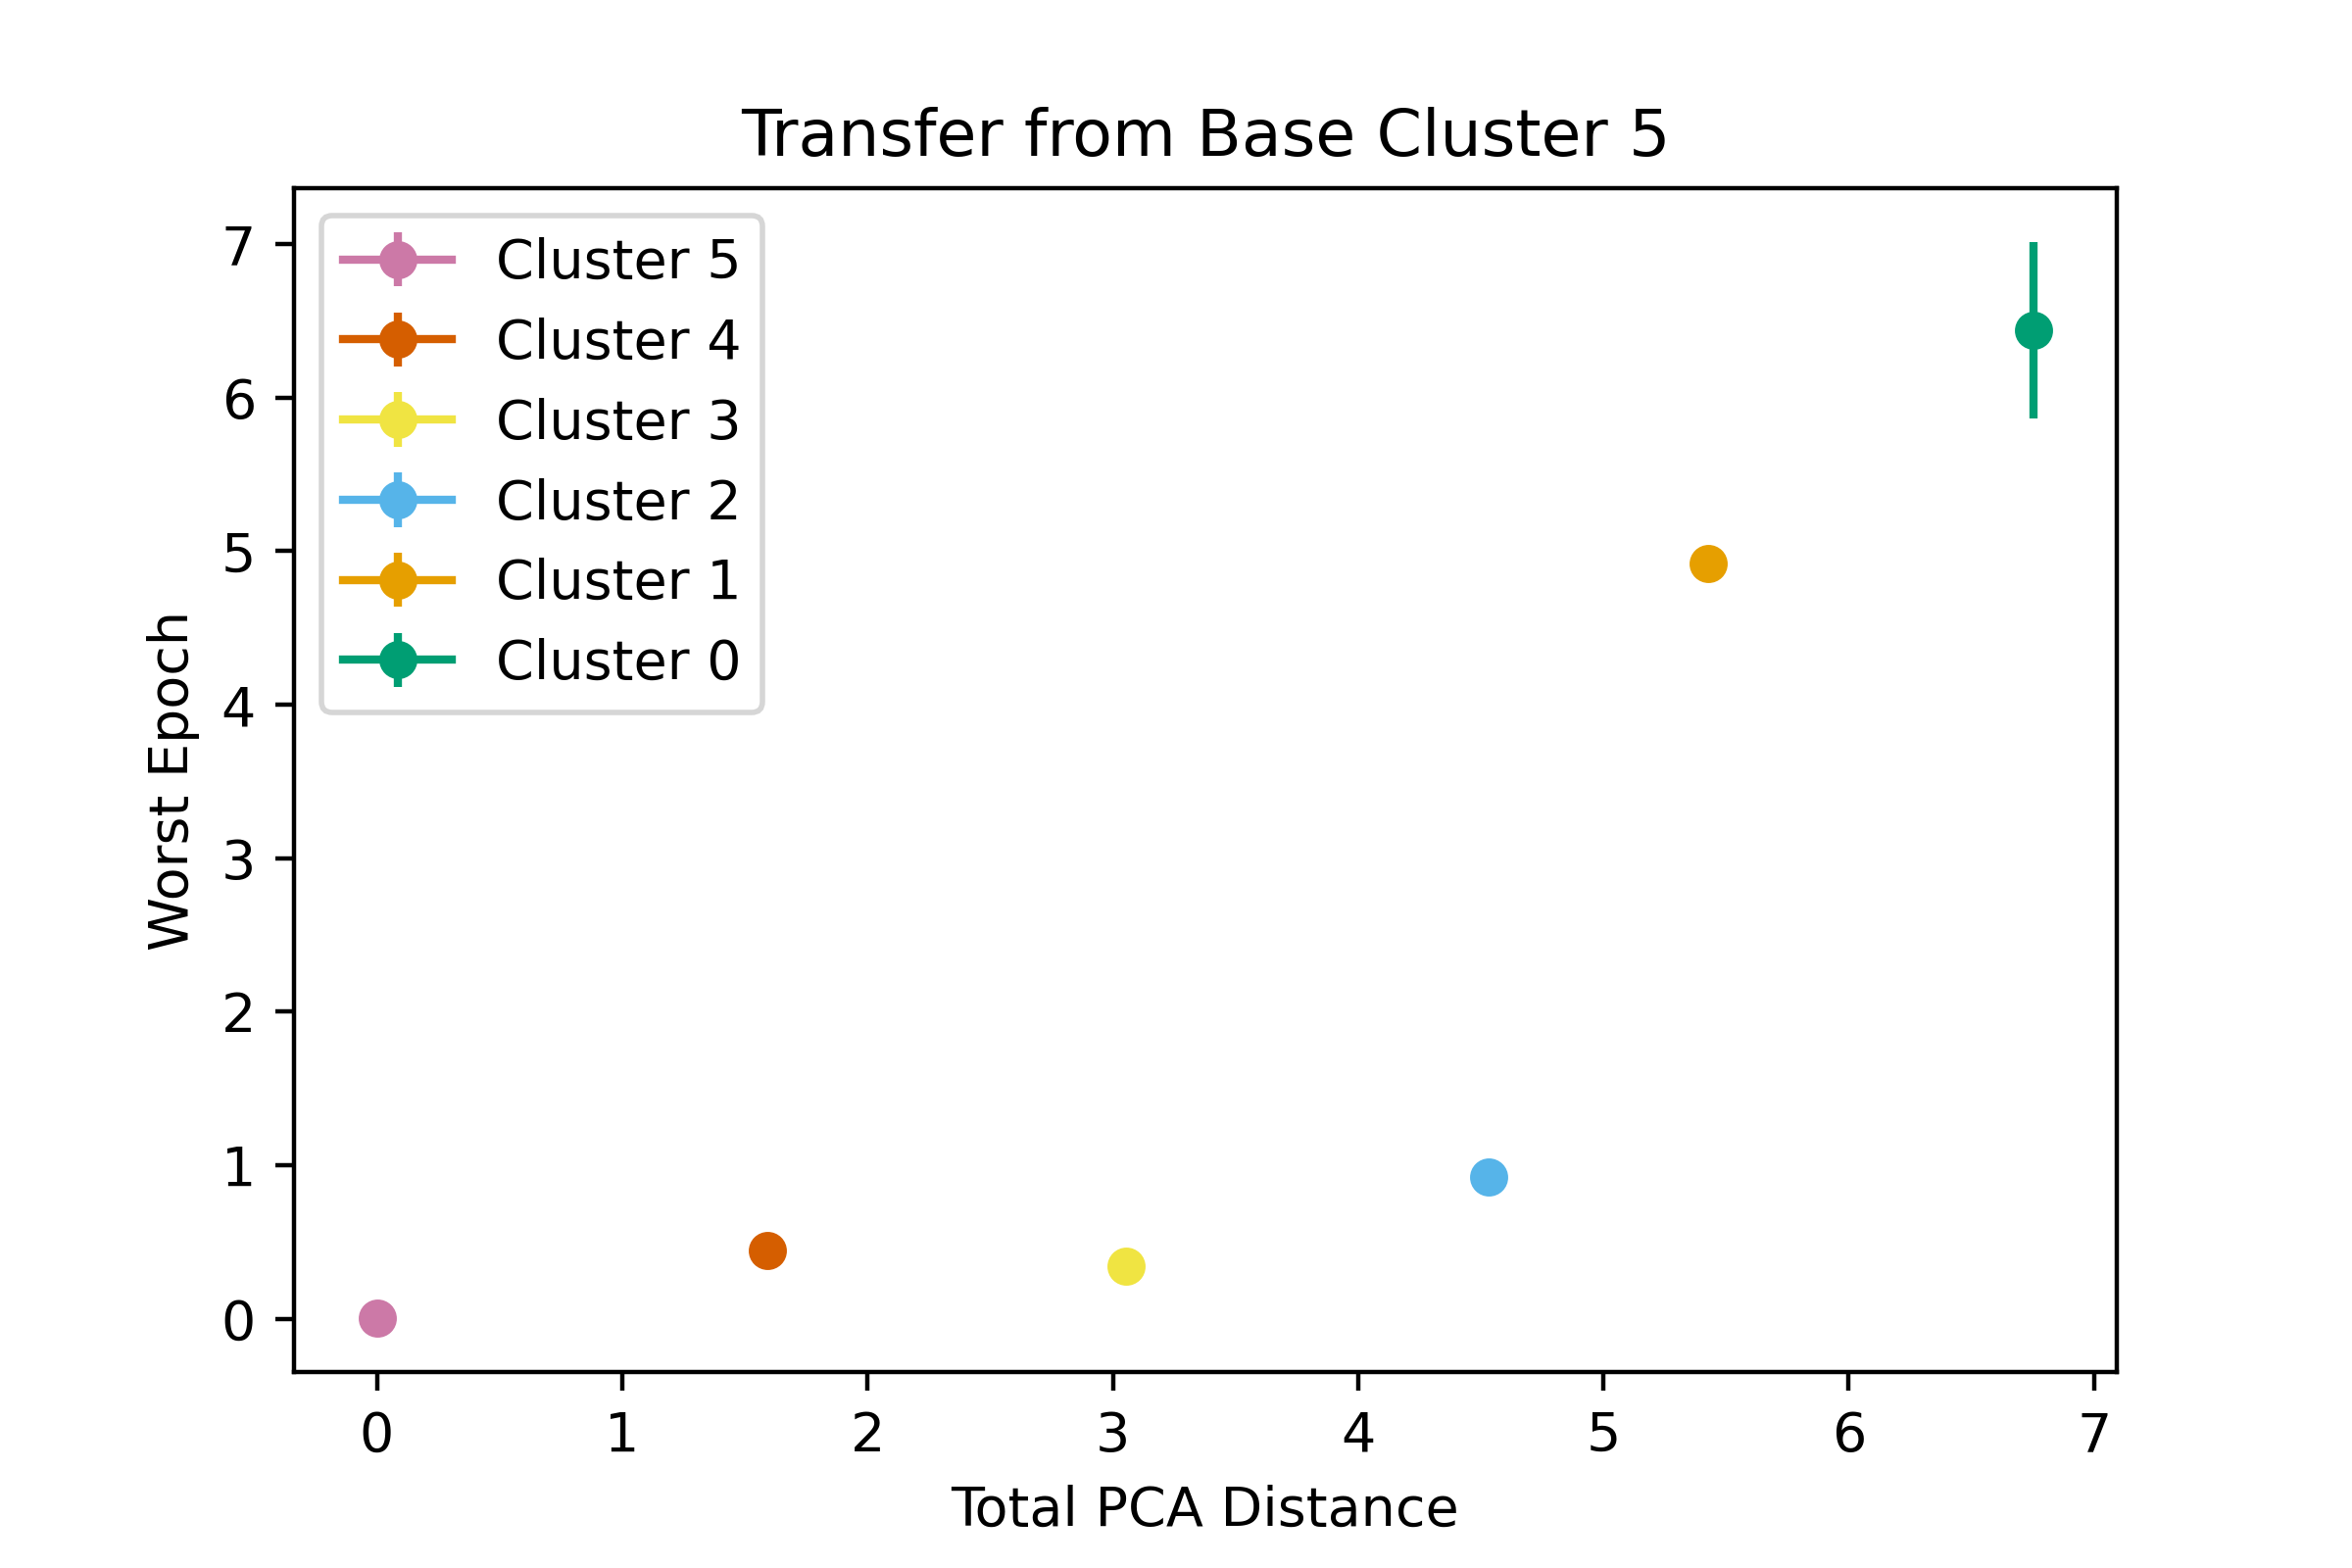 Transfer from Base Cluster 5
Cluster 5
Cluster 4
Cluster 3
Cluster 2
Cluster 1
Cluster 0
Worst Epoch
7
6
5
4
3
2
1
0
0 1 2 3 4 5 6 7
Total PCA Distance